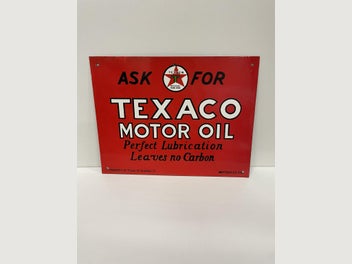 ASK FOR
TEXACO
MOTOR OIL
Perfect Lubrication
Leaves no Carbon